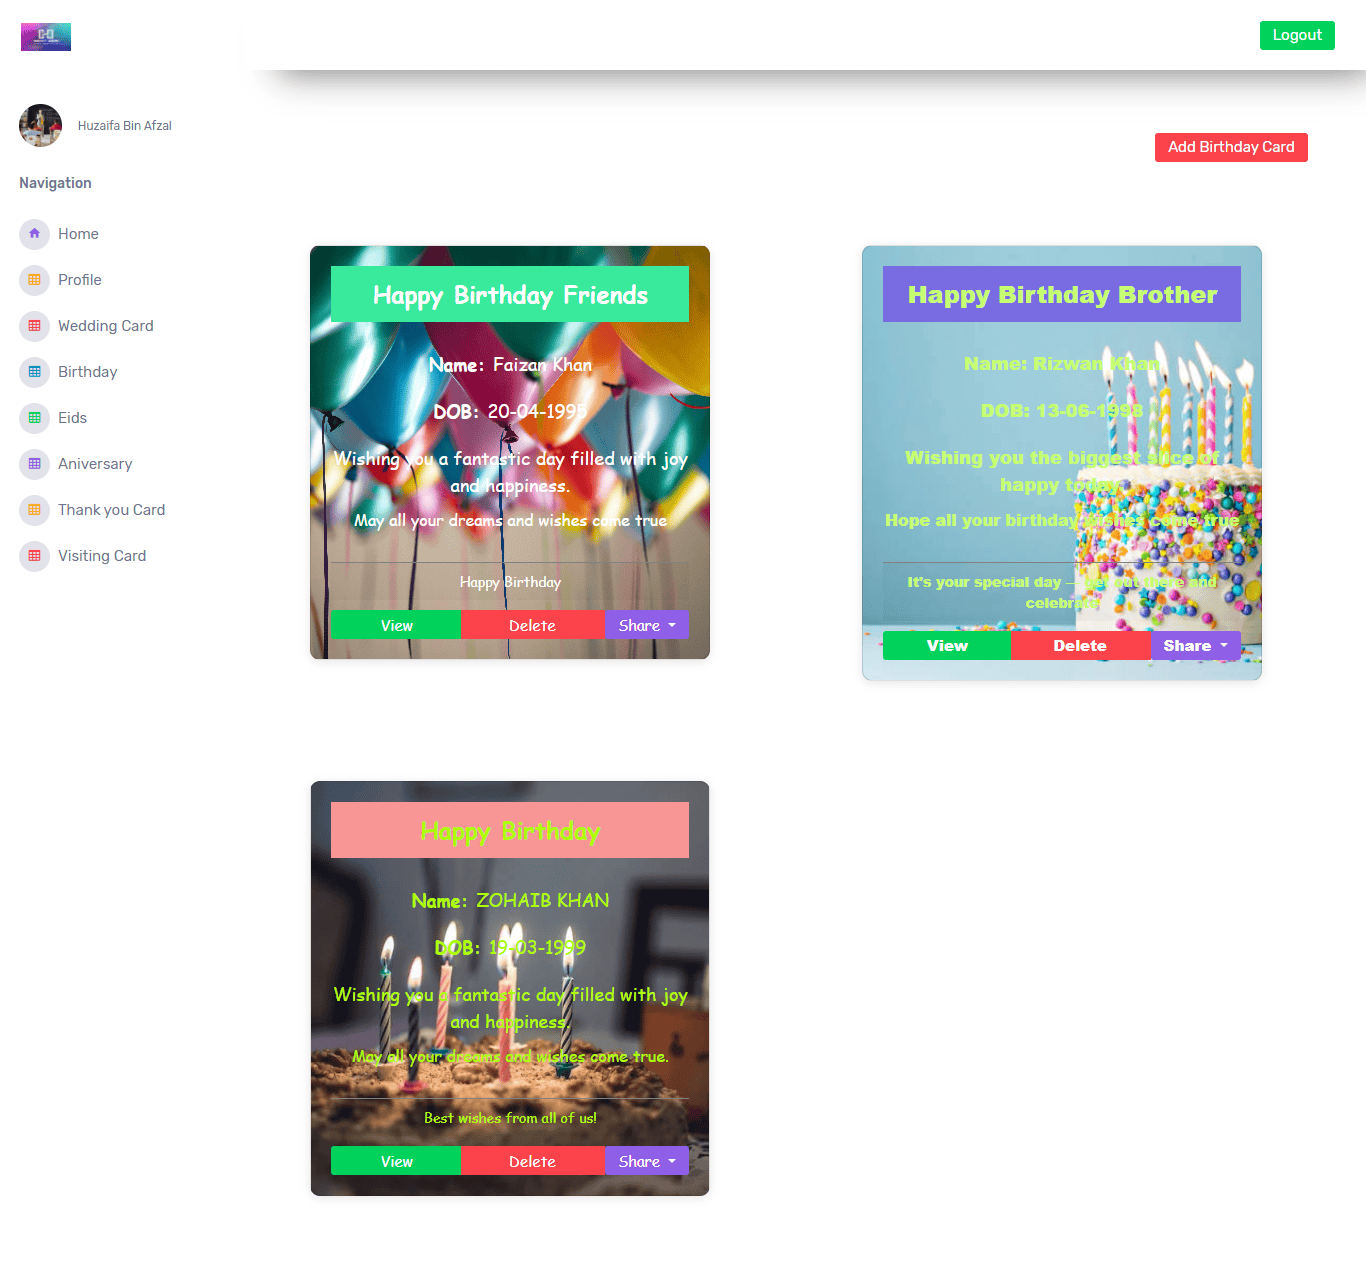 Logout
Huzaifa Bin Afzal
Add Birthday Card
Navigation
Home
Profile
Wedding Card
Birthday
Eids
Aniversary
Thank you Card
Visiting Card
Happy Birthday Friends
Name: Faizan Khan
DOB: 20-04-1995
Wishing you a fantastic day filled with joy
and happiness.
May all your dreams and wishes come true
Happy Birthday
View Delete Share
Happy Birthday Brother
Name: Rizwan Khan
DOB: 13-06-1998
Wishing you the biggest slice of
happy today.
Hope all your birthday wishes come true
It's your special day — get out there and
celebrate
View Delete Share
Happy Birthday
Name: ZOHAIB KHAN
DOB: 19-03-1999
Wishing you a fantastic day filled with joy
and happiness.
May all your dreams and wishes come true.
Best wishes from all of us!
View Delete Share